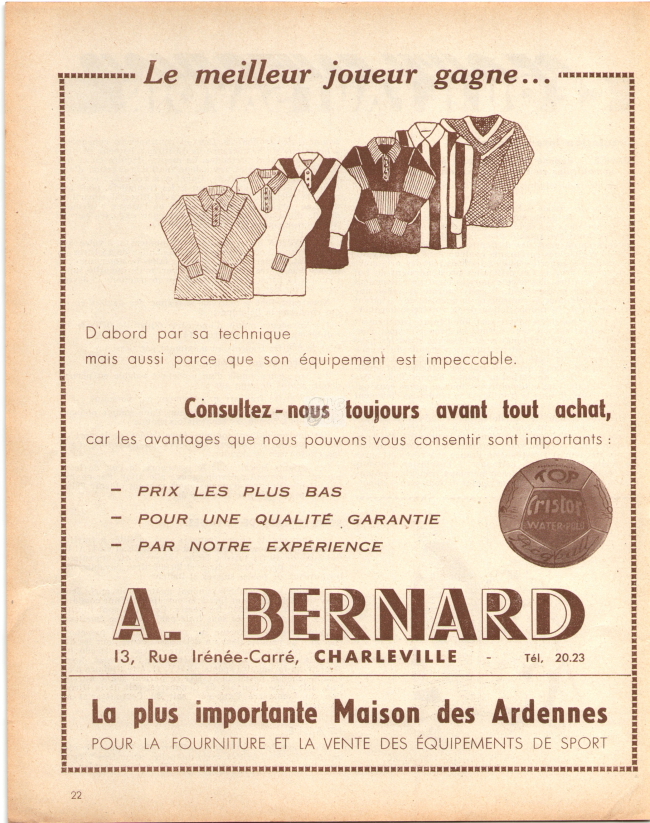 Le meilleur joueur gagne...
D'abord par sa technique
mais aussi parce que son équipement est impeccable.
Consultez-nous toujours avant tout achat,
car les avantages que nous pouvons vous consentir sont importants :
– PRIX LES PLUS BAS
– POUR UNE QUALITÉ GARANTIE
– PAR NOTRE EXPÉRIENCE
TOP
Cristor
WATER-POLO
A. BERNARD
13, Rue Irénée-Carré, CHARLEVILLE - Tél. 20.23
La plus importante Maison des Ardennes
POUR LA FOURNITURE ET LA VENTE DES ÉQUIPEMENTS DE SPORT
22